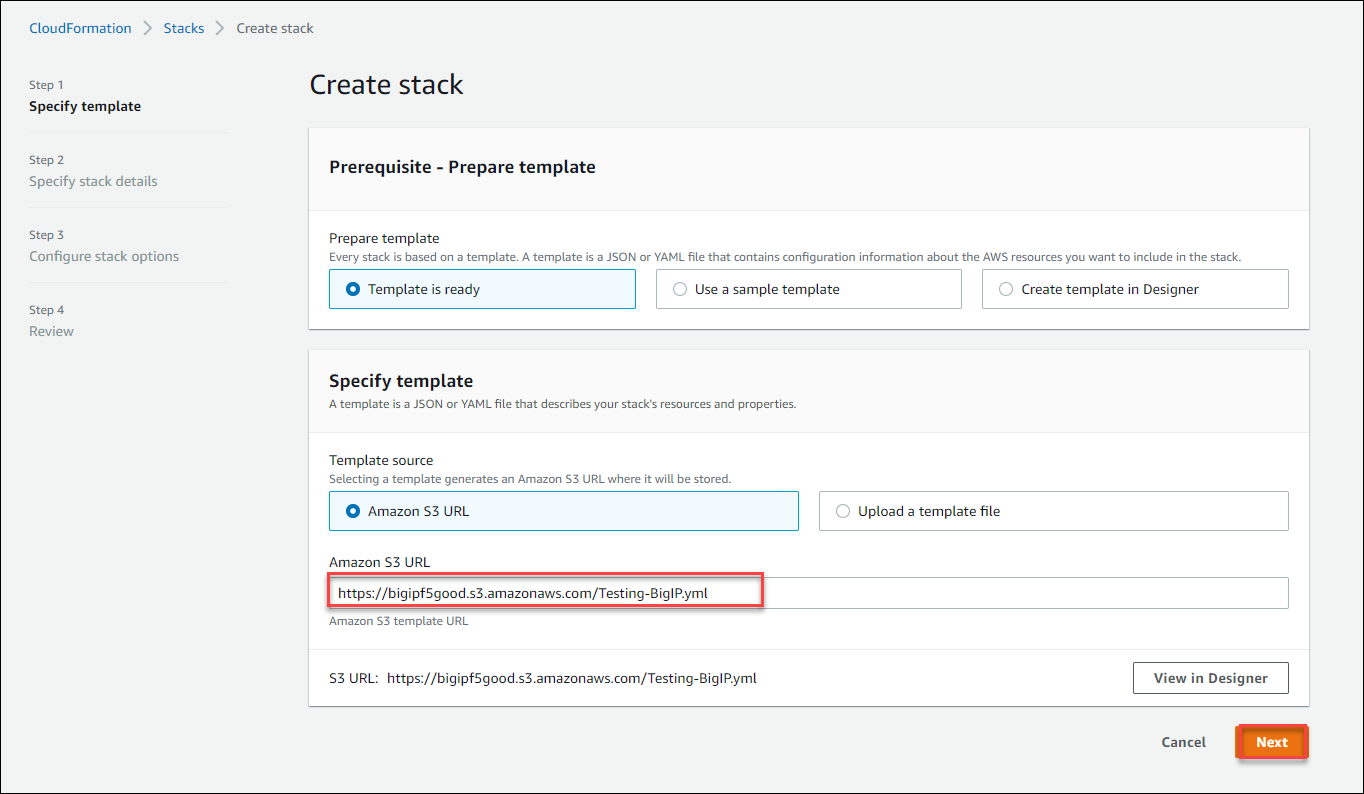 CloudFormation > Stacks > Create stack
Step 1
Specify template
Step 2
Specify stack details
Step 3
Configure stack options
Step 4
Review
Create stack
Prerequisite - Prepare template
Prepare template
Every stack is based on a template. A template is a JSON or YAML file that contains configuration information about the AWS resources you want to include in the stack.
Template is ready
Use a sample template
Create template in Designer
Specify template
A template is a JSON or YAML file that describes your stack's resources and properties.
Template source
Selecting a template generates an Amazon S3 URL where it will be stored.
Amazon S3 URL
Upload a template file
Amazon S3 URL
https://bigipf5good.s3.amazonaws.com/Testing-BigIP.yml
Amazon S3 template URL
S3 URL: https://bigipf5good.s3.amazonaws.com/Testing-BigIP.yml
View in Designer
Cancel
Next